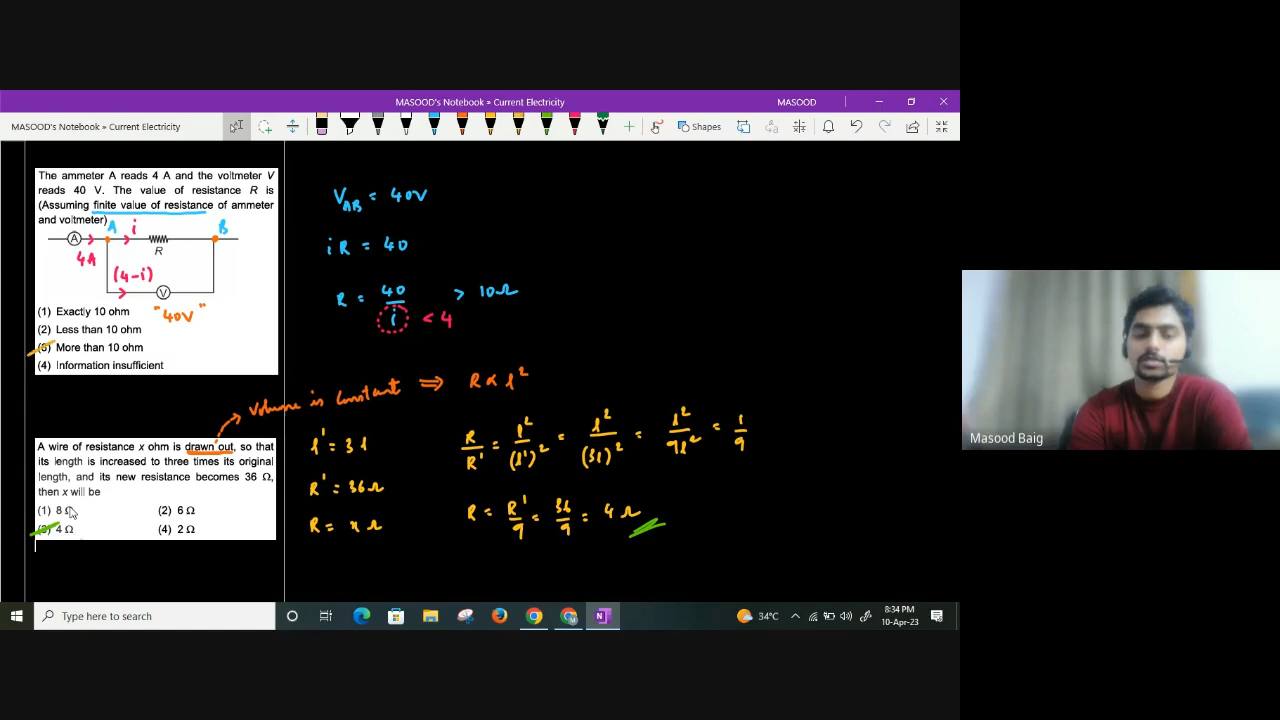 MASOOD's Notebook » Current Electricity
MASOOD
MASOOD's Notebook » Current Electricity
Shapes
The ammeter A reads 4 A and the voltmeter V
reads 40 V. The value of resistance R is
(Assuming finite value of resistance of ammeter
and voltmeter)
A
i
B
A
R
4A
(4-i)
V
"40V"
(1) Exactly 10 ohm
(2) Less than 10 ohm
(3) More than 10 ohm
(4) Information insufficient
V_AB = 40V
iR = 40
R = 40/i > 10Ω
< 4
Volume is constant ⇒ R ∝ l²
A wire of resistance x ohm is drawn out, so that
its length is increased to three times its original
length, and its new resistance becomes 36 Ω,
then x will be
(1) 8 Ω (2) 6 Ω
(3) 4 Ω (4) 2 Ω
l' = 3l
R' = 36Ω
R = x Ω
R/R' = l²/(l')² = l²/(3l)² = l²/9l² = 1/9
R = R'/9 = 36/9 = 4 Ω
Masood Baig
Type here to search
34°C
8:34 PM
10-Apr-23